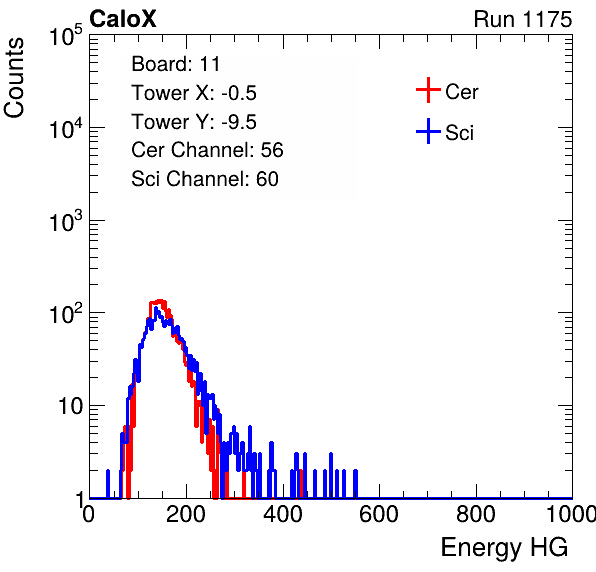 CaloX
Run 1175
Counts
Board: 11
Tower X: -0.5
Tower Y: -9.5
Cer Channel: 56
Sci Channel: 60
Cer
Sci
10^5
10^4
10^3
10^2
10
1
0
200
400
600
800
1000
Energy HG